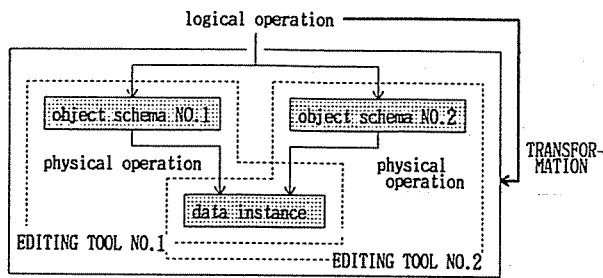 logical operation
object schema NO.1
object schema NO.2
physical operation
physical
operation
TRANSFOR-
MATION
data instance
EDITING TOOL NO.1
EDITING TOOL NO.2